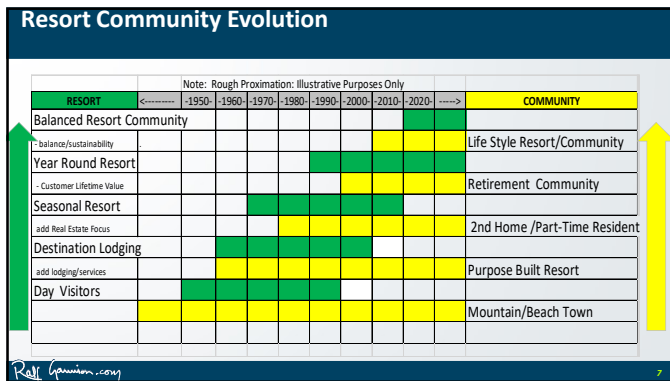 Resort Community Evolution
Note: Rough Proximation: Illustrative Purposes Only
RESORT <--------- -1950- -1960- -1970- -1980- -1990- -2000- -2010- -2020- -----> COMMUNITY
Balanced Resort Community
- balance/sustainability . Life Style Resort/Community
Year Round Resort
- Customer Lifetime Value Retirement Community
Seasonal Resort
add Real Estate Focus 2nd Home /Part-Time Resident
Destination Lodging
add lodging/services Purpose Built Resort
Day Visitors
Mountain/Beach Town
Ralf Garrison.com 7